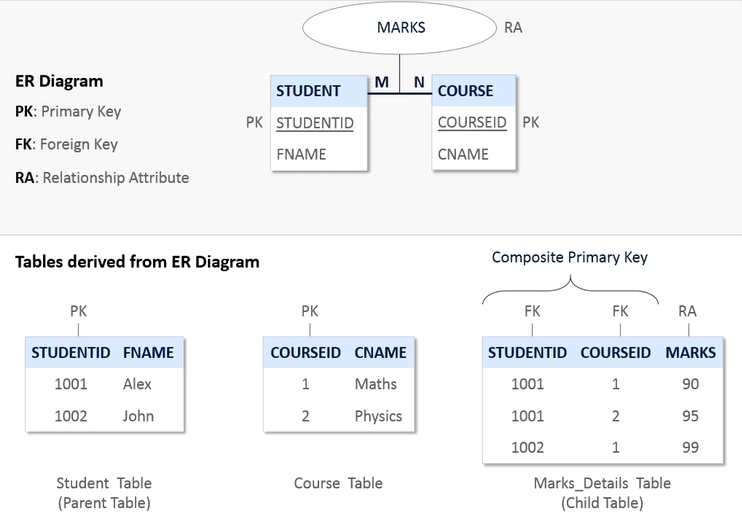 MARKS RA
ER Diagram
M N
STUDENT COURSE
PK: Primary Key
PK STUDENTID COURSEID PK
FK: Foreign Key
FNAME CNAME
RA: Relationship Attribute
Tables derived from ER Diagram
Composite Primary Key
PK PK FK FK RA
STUDENTID FNAME COURSEID CNAME STUDENTID COURSEID MARKS
1001 Alex 1 Maths 1001 1 90
1002 John 2 Physics 1001 2 95
1002 1 99
Student Table Course Table Marks_Details Table
(Parent Table) (Child Table)